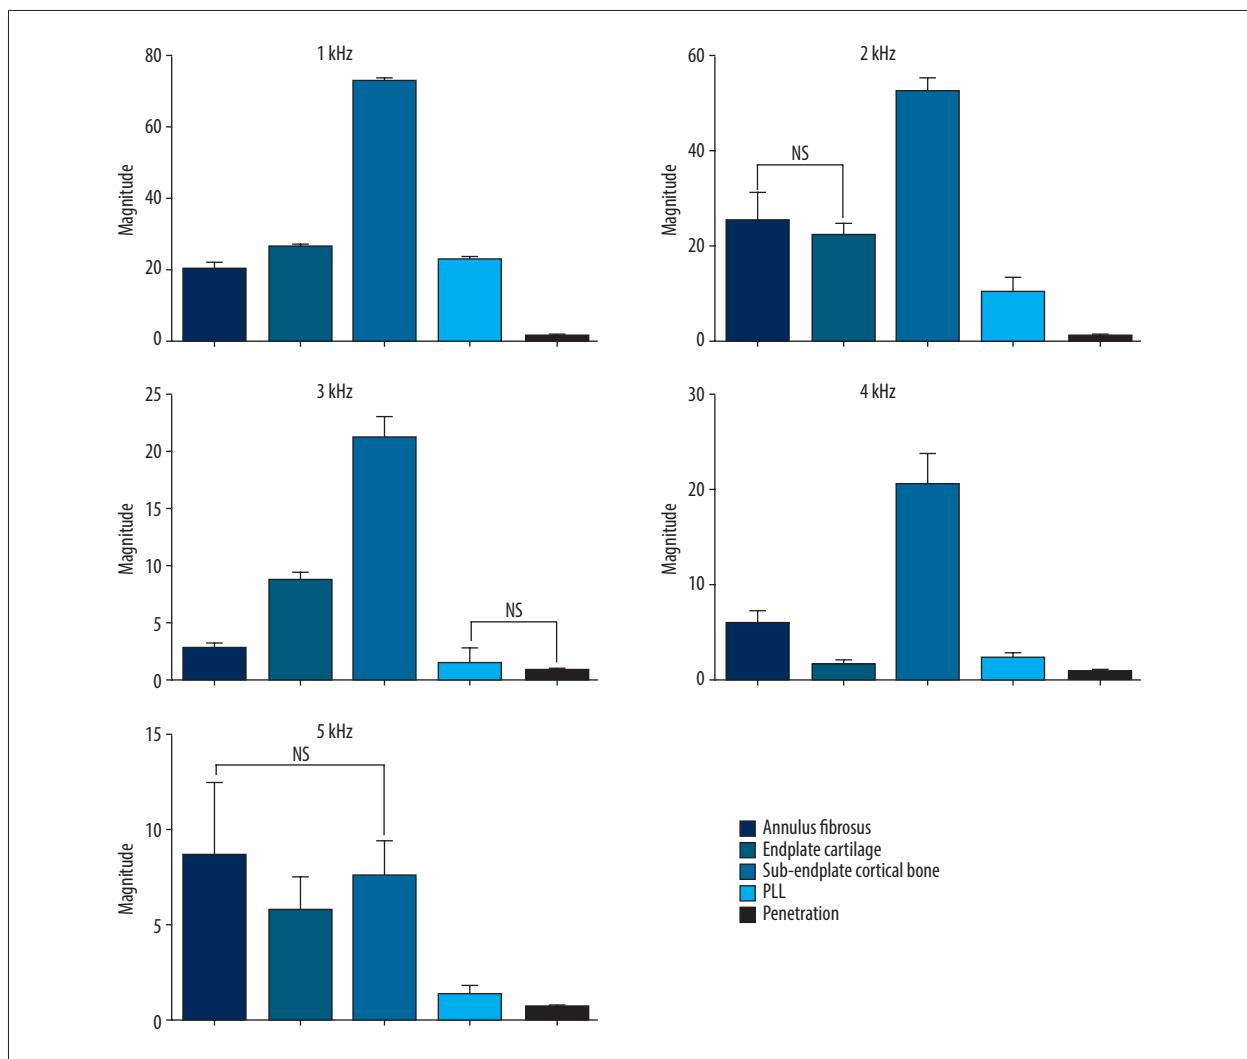 1 kHz
80
60
40
20
0
Magnitude
2 kHz
60
40
20
0
Magnitude
NS
3 kHz
25
20
15
10
5
0
Magnitude
NS
4 kHz
30
20
10
0
Magnitude
5 kHz
15
10
5
0
Magnitude
NS
Annulus fibrosus
Endplate cartilage
Sub-endplate cortical bone
PLL
Penetration